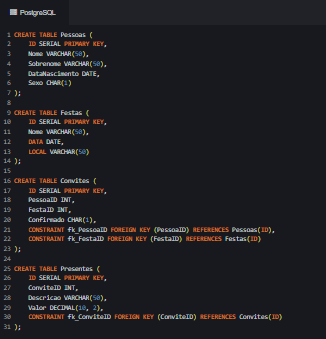 PostgreSQL
1 CREATE TABLE Pessoas (
2 ID SERIAL PRIMARY KEY,
3 Nome VARCHAR(50),
4 Sobrenome VARCHAR(50),
5 DataNascimento DATE,
6 Sexo CHAR(1)
7 );
8
9 CREATE TABLE Festas (
10 ID SERIAL PRIMARY KEY,
11 Nome VARCHAR(50),
12 DATA DATE,
13 LOCAL VARCHAR(50)
14 );
15
16 CREATE TABLE Convites (
17 ID SERIAL PRIMARY KEY,
18 PessoaID INT,
19 FestaID INT,
20 Confirmado CHAR(1),
21 CONSTRAINT fk_PessoaID FOREIGN KEY (PessoaID) REFERENCES Pessoas(ID),
22 CONSTRAINT fk_FestaID FOREIGN KEY (FestaID) REFERENCES Festas(ID)
23 );
24
25 CREATE TABLE Presentes (
26 ID SERIAL PRIMARY KEY,
27 ConviteID INT,
28 Descricao VARCHAR(50),
29 Valor DECIMAL(10, 2),
30 CONSTRAINT fk_ConviteID FOREIGN KEY (ConviteID) REFERENCES Convites(ID)
31 );